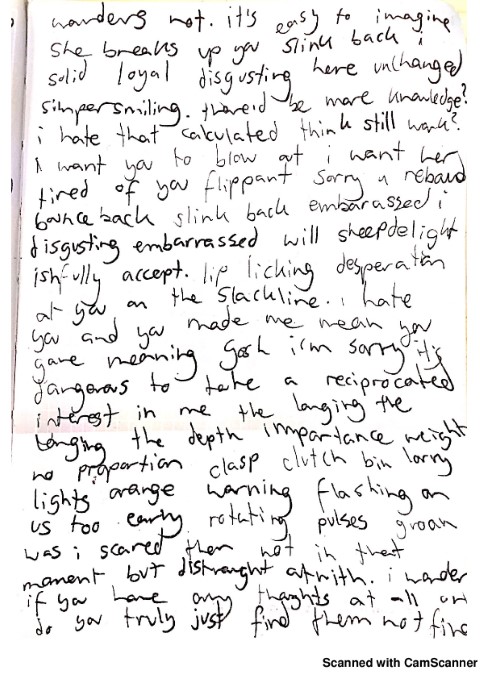 wanders not. it's easy to imagine
she breaks up you slink back i
solid loyal disgusting here unchanged
simpersmiling. thereid be more knowledge?
i hate that calculated think still work?
i want you to blow at i want her
tired of you flippant sorry u rebound
bounce back slink back embarassed i
disgusting embarrassed will sheepdelight
ishfully accept. lip licking desperation
at you on the slackline. i hate
you and you made me mean you
gave meaning gosh i'm sorry it's
dangerous to take a reciprocated
interest in me the longing the
longing the depth importance weight
no proportion clasp clutch bin lorry
lights orange warning flashing on
us too early rotating pulses groan
was i scared then not in that
moment but distraught at with. i wonder
if you have any thoughts at all or
do you truly just find them not fine
Scanned with CamScanner